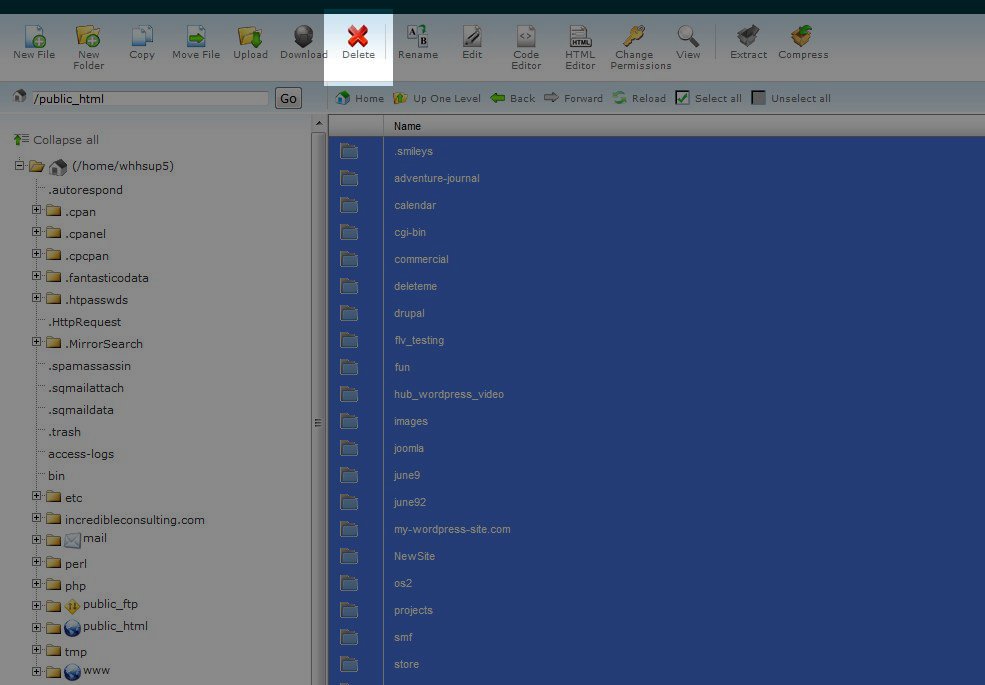 New File
New Folder
Copy
Move File
Upload
Download
Delete
Rename
Edit
Code Editor
HTML Editor
Change Permissions
View
Extract
Compress
/public_html
Go
Home
Up One Level
Back
Forward
Reload
Select all
Unselect all
Collapse all
(/home/whhsup5)
.autorespond
.cpan
.cpanel
.cpcpan
.fantasticodata
.htpasswds
.HttpRequest
.MirrorSearch
.spamassassin
.sqmailattach
.sqmaildata
.trash
access-logs
bin
etc
incredibleconsulting.com
mail
perl
php
public_ftp
public_html
tmp
www
Name
.smileys
adventure-journal
calendar
cgi-bin
commercial
deleteme
drupal
flv_testing
fun
hub_wordpress_video
images
joomla
june9
june92
my-wordpress-site.com
NewSite
os2
projects
smf
store